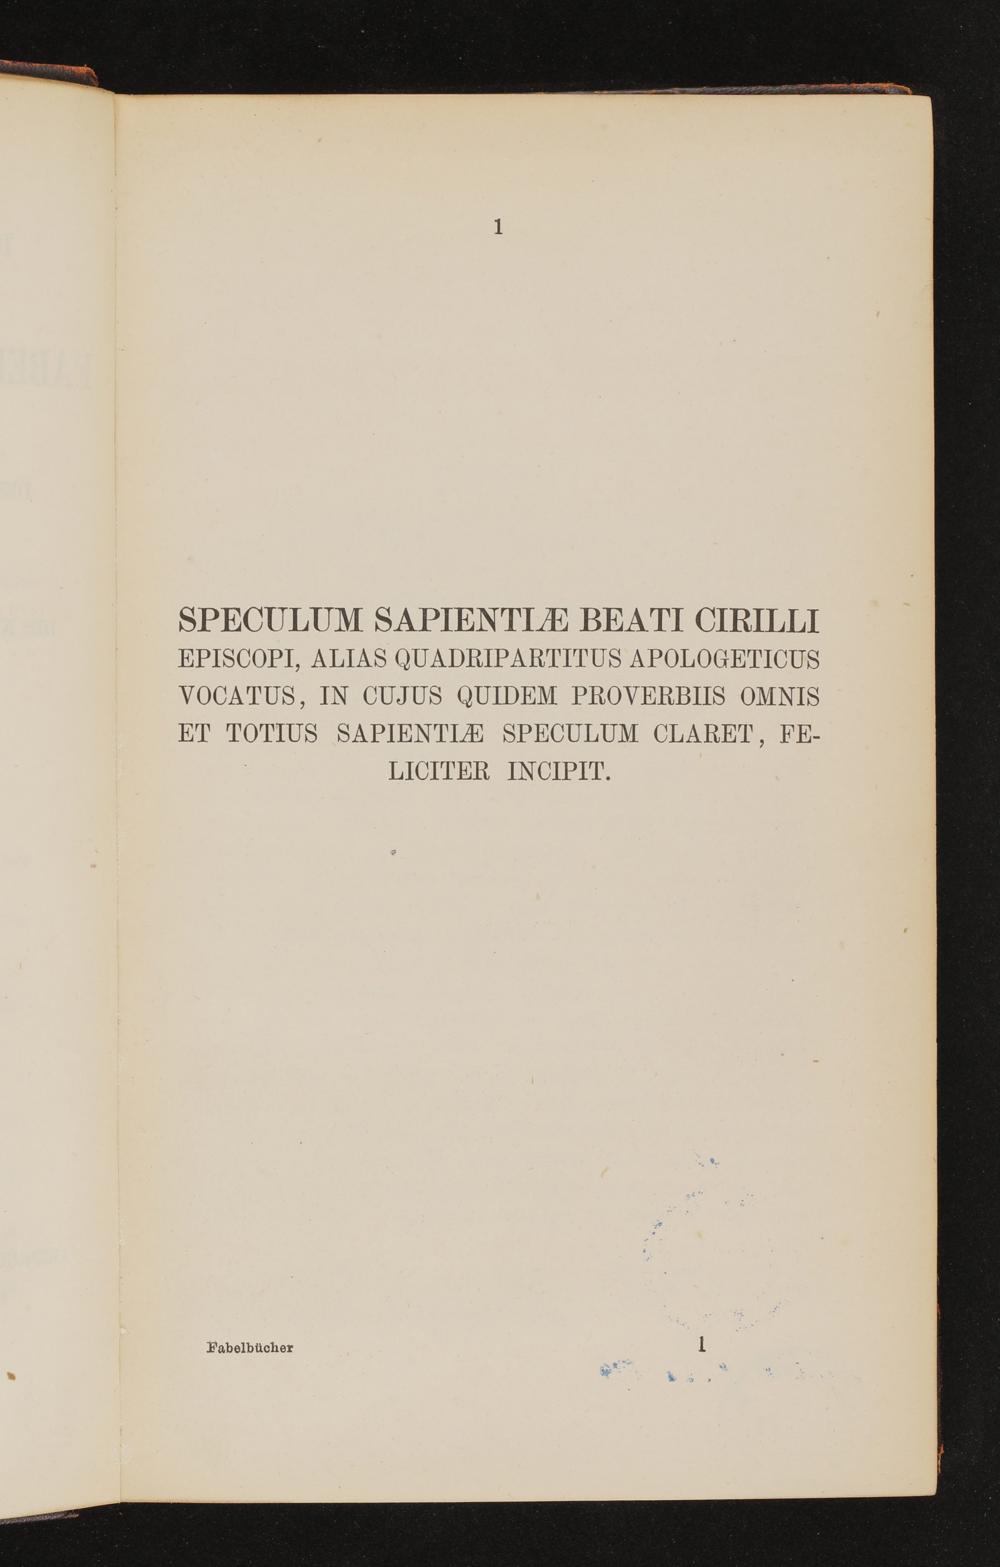 1
SPECULUM SAPIENTIÆ BEATI CIRILLI
EPISCOPI, ALIAS QUADRIPARTITUS APOLOGETICUS
VOCATUS, IN CUJUS QUIDEM PROVERBIIS OMNIS
ET TOTIUS SAPIENTIÆ SPECULUM CLARET, FE-
LICITER INCIPIT.
Fabelbücher 1